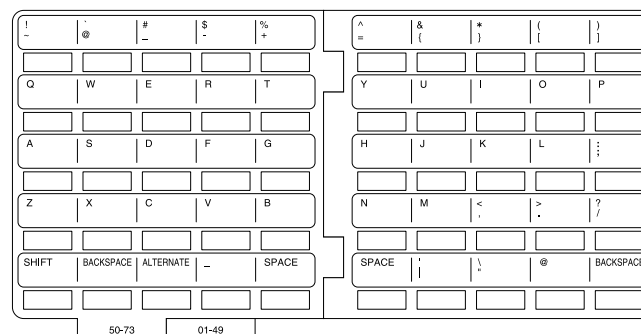 ! ` # $ % ^ & * ( )
~ @ _ - + = { } [ ]
Q W E R T Y U I O P
A S D F G H J K L :
;
Z X C V B N M < > ?
, . /
SHIFT BACKSPACE ALTERNATE _ SPACE SPACE ' \ @ BACKSPACE
| "
50-73 01-49